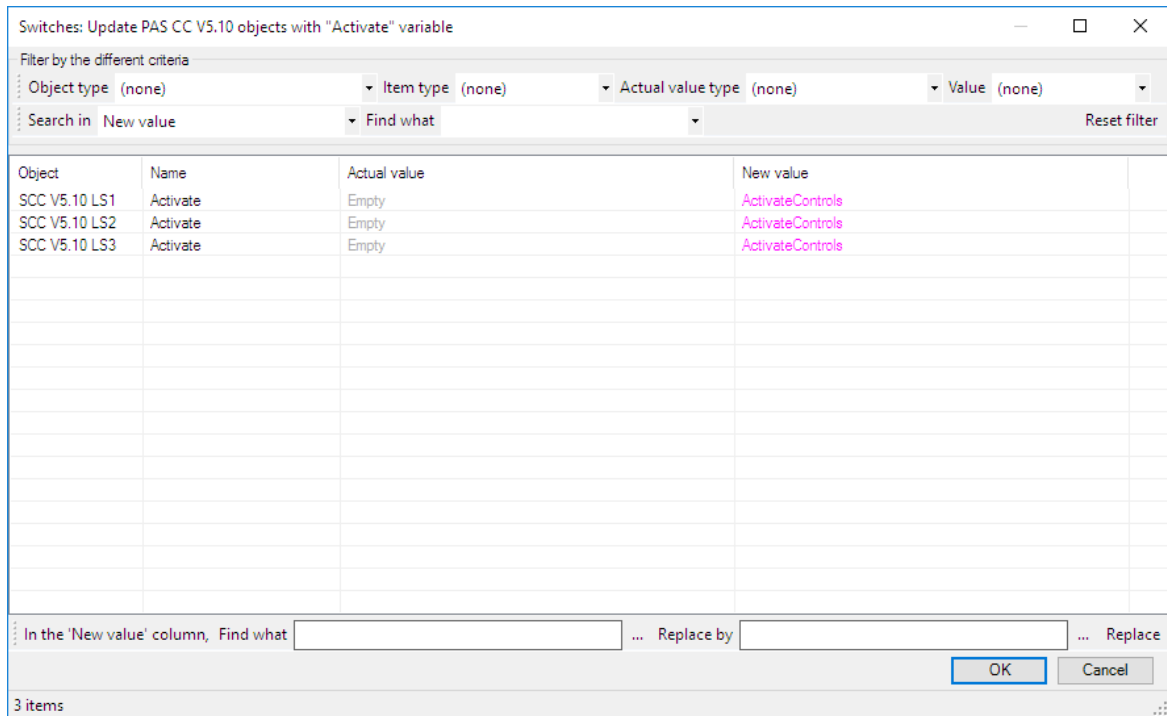 Switches: Update PAS CC V5.10 objects with "Activate" variable
Filter by the different criteria
Object type (none) Item type (none) Actual value type (none) Value (none)
Search in New value Find what Reset filter
Object Name Actual value New value
SCC V5.10 LS1 Activate Empty ActivateControls
SCC V5.10 LS2 Activate Empty ActivateControls
SCC V5.10 LS3 Activate Empty ActivateControls
In the 'New value' column, Find what ... Replace by ... Replace
OK Cancel
3 items